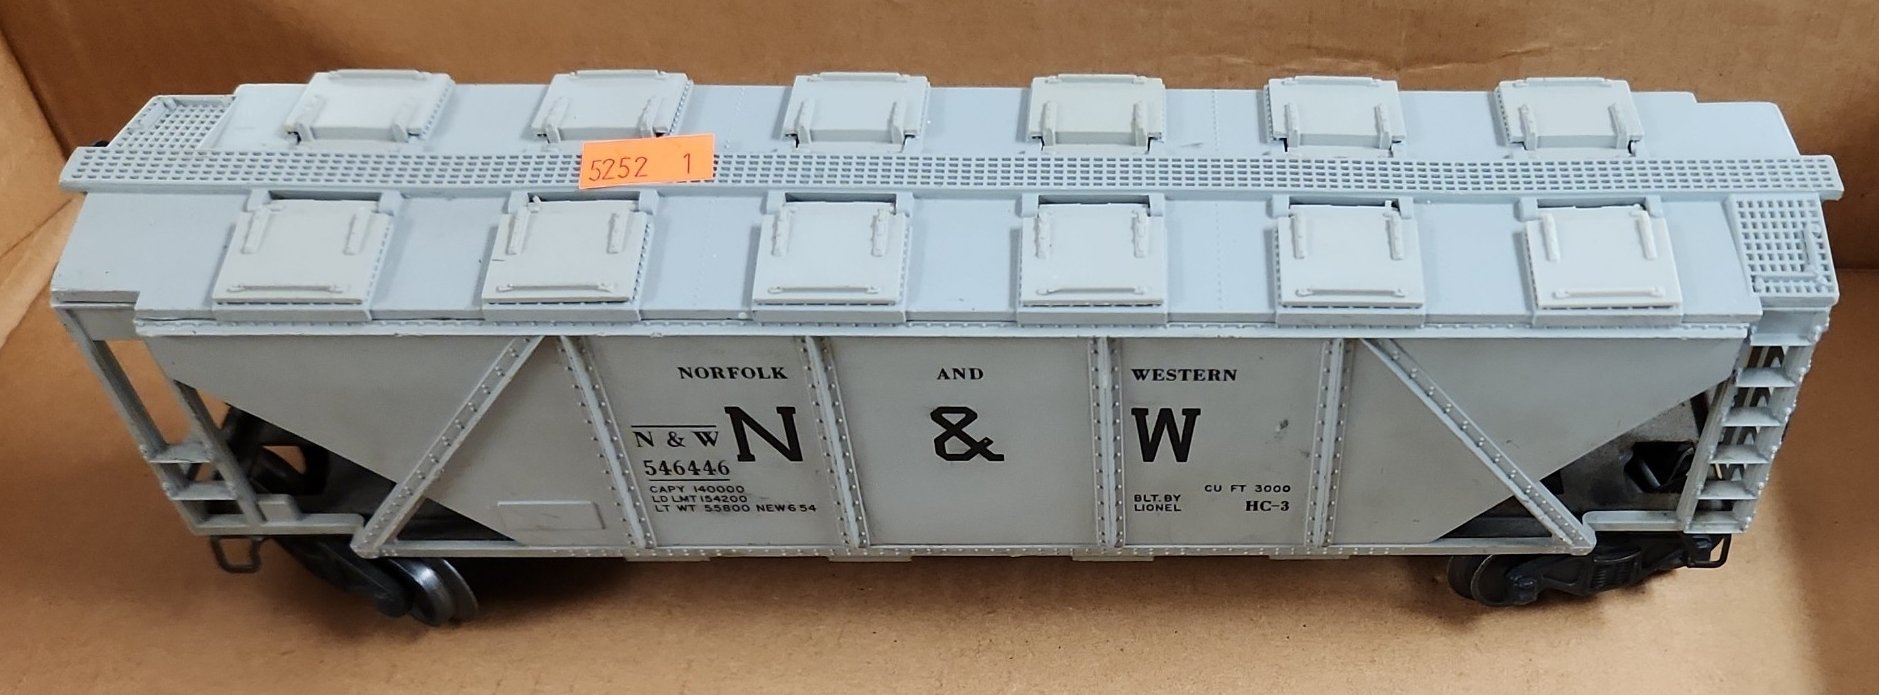 5252 1
NORFOLK AND WESTERN
N & W
N & W
546446
CAPY 140000
LD LMT 154200
LT WT 55800 NEW 6 54
CU FT 3000
BLT. BY
LIONEL
HC-3